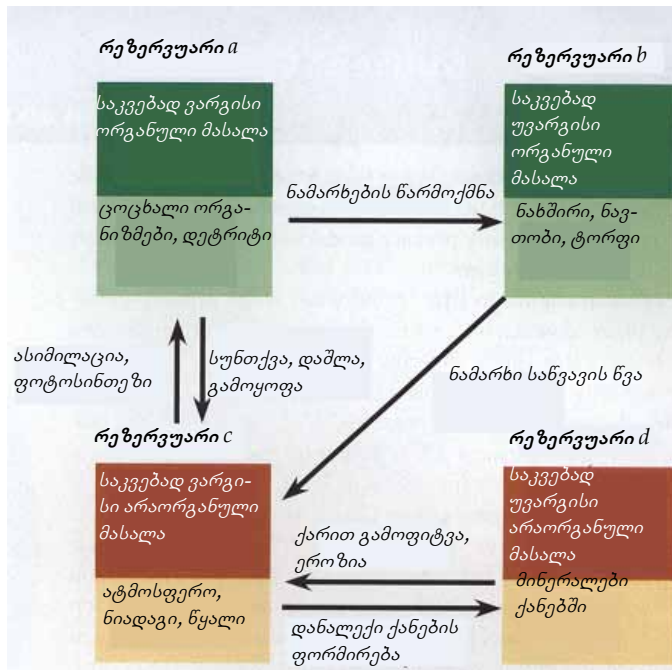 რეზერვუარი a
საკვებად ვარგისი
ორგანული მასალა
ცოცხალი ორგა-
ნიზმები, დეტრიტი
რეზერვუარი b
საკვებად
უვარგისი
ორგანული
მასალა
ნახშირი, ნავ-
თობი, ტორფი
ნამარხების წარმოქმნა
ასიმილაცია,
ფოტოსინთეზი
სუნთქვა, დაშლა,
გამოყოფა
ნამარხი საწვავის წვა
რეზერვუარი c
საკვებად ვარგი-
სი არაორგანული
მასალა
ატმოსფერო,
ნიადაგი, წყალი
რეზერვუარი d
საკვებად
უვარგისი
არაორგანული
მასალა
მინერალები
ქანებში
ქარით გამოფიტვა,
ეროზია
დანალექი ქანების
ფორმირება